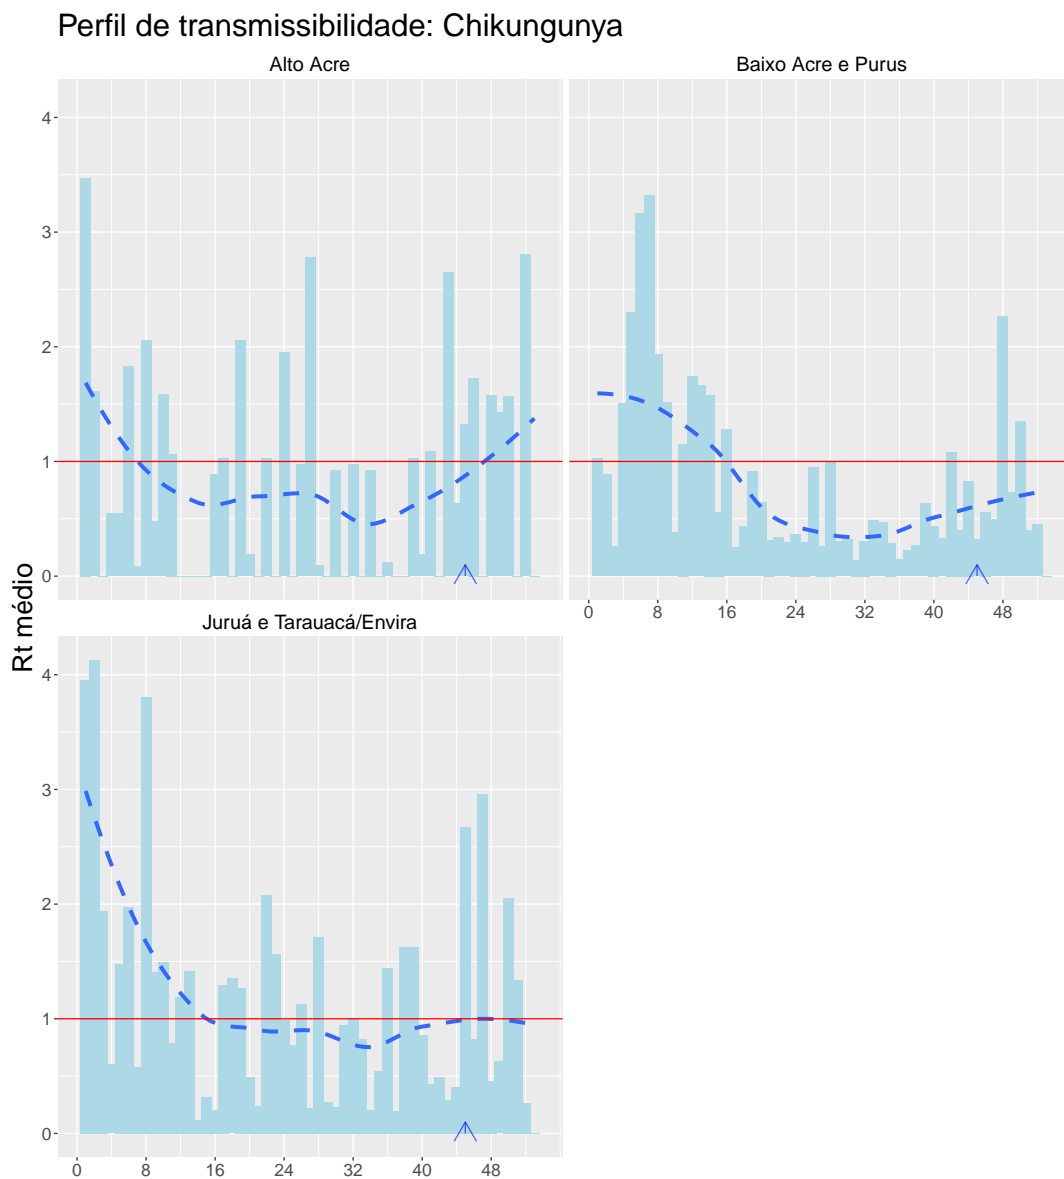 Perfil de transmissibilidade: Chikungunya
Alto Acre
Baixo Acre e Purus
4
3
2
1
0
0 8 16 24 32 40 48
Rt médio
Juruá e Tarauacá/Envira
4
3
2
1
0
0 8 16 24 32 40 48